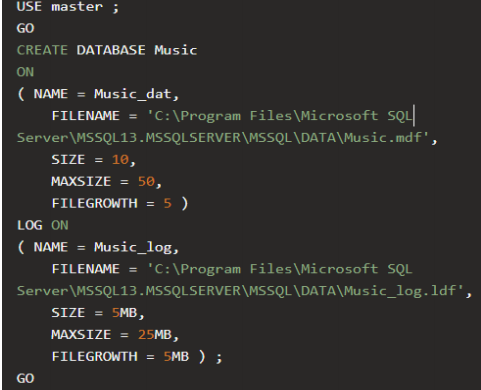 USE master ;
GO
CREATE DATABASE Music
ON
( NAME = Music_dat,
FILENAME = 'C:\Program Files\Microsoft SQL
Server\MSSQL13.MSSQLSERVER\MSSQL\DATA\Music.mdf',
SIZE = 10,
MAXSIZE = 50,
FILEGROWTH = 5 )
LOG ON
( NAME = Music_log,
FILENAME = 'C:\Program Files\Microsoft SQL
Server\MSSQL13.MSSQLSERVER\MSSQL\DATA\Music_log.ldf',
SIZE = 5MB,
MAXSIZE = 25MB,
FILEGROWTH = 5MB ) ;
GO